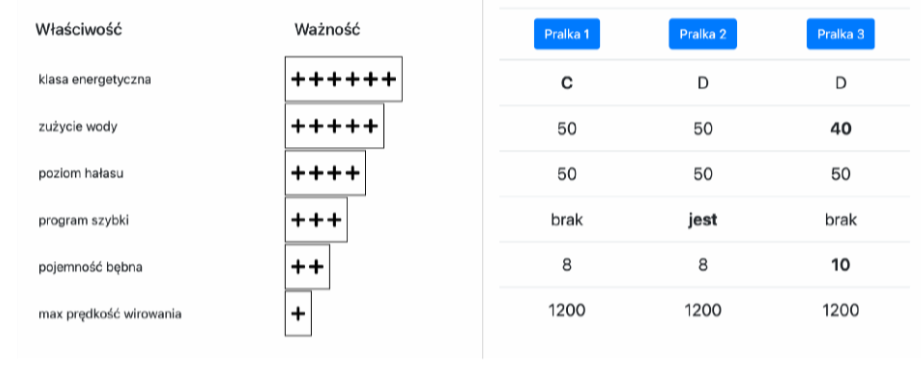 Właściwość Ważność Pralka 1 Pralka 2 Pralka 3
klasa energetyczna ++++++ C D D
zużycie wody +++++ 50 50 40
poziom hałasu ++++ 50 50 50
program szybki +++ brak jest brak
pojemność bębna ++ 8 8 10
max prędkość wirowania + 1200 1200 1200